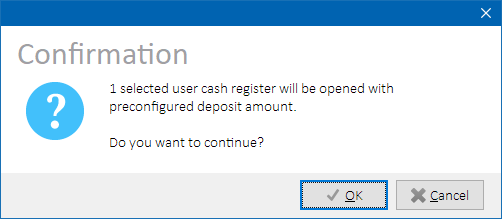 Confirmation
1 selected user cash register will be opened with
preconfigured deposit amount.
Do you want to continue?
OK
Cancel